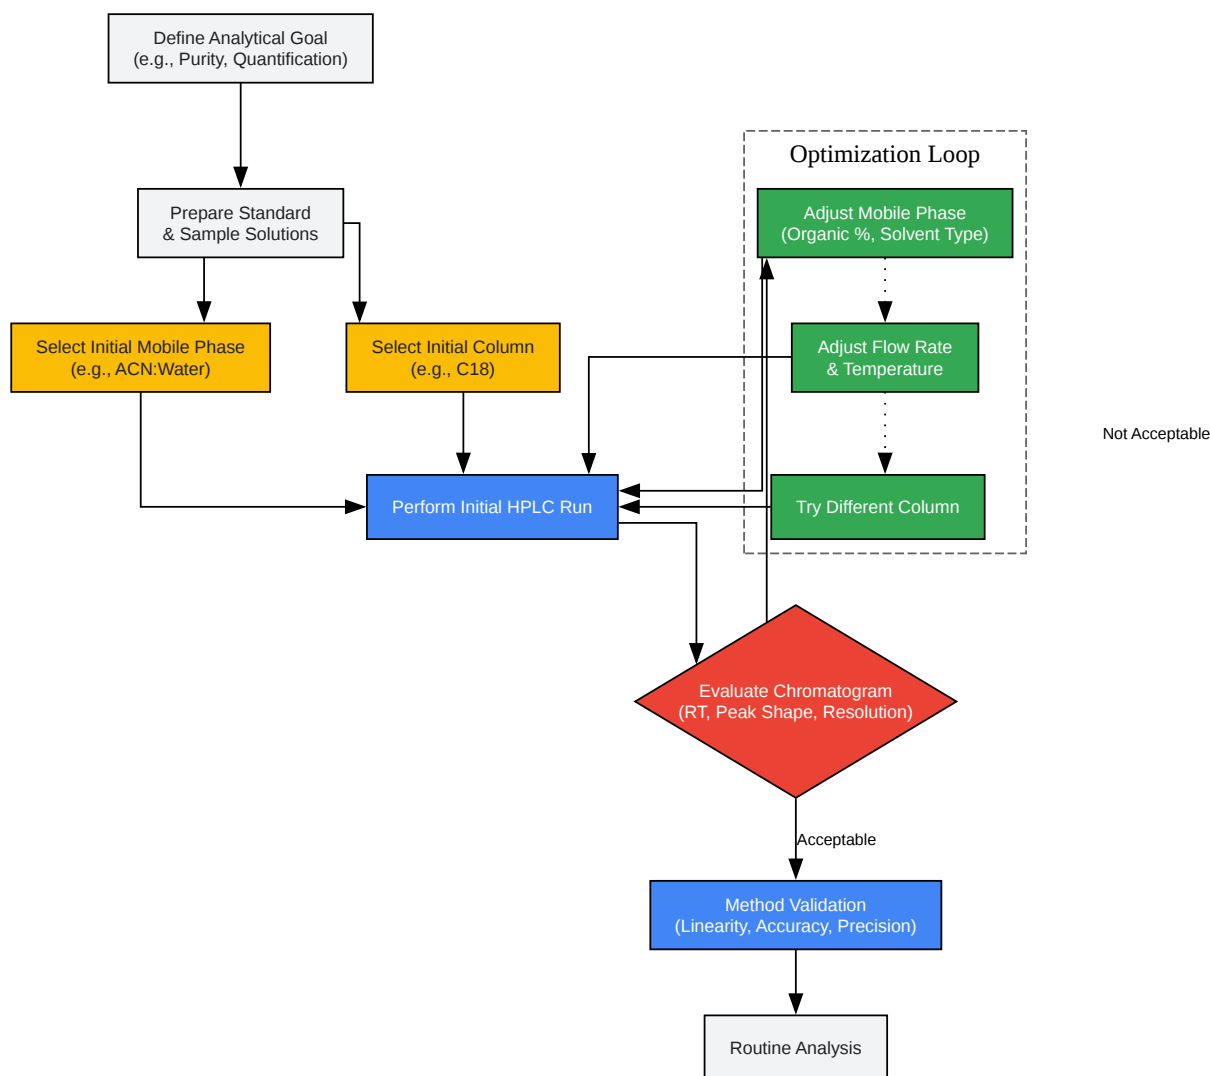 Define Analytical Goal
(e.g., Purity, Quantification)
Optimization Loop
Prepare Standard
& Sample Solutions
Adjust Mobile Phase
(Organic %, Solvent Type)
Select Initial Mobile Phase
(e.g., ACN:Water)
Select Initial Column
(e.g., C18)
Adjust Flow Rate
& Temperature
Not Acceptable
Perform Initial HPLC Run
Try Different Column
Evaluate Chromatogram
(RT, Peak Shape, Resolution)
Acceptable
Method Validation
(Linearity, Accuracy, Precision)
Routine Analysis